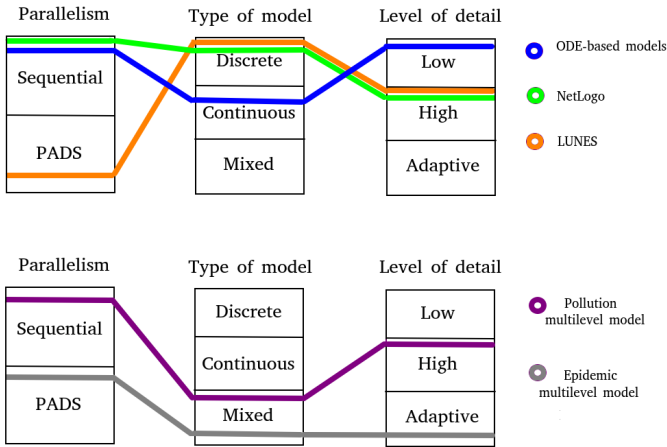 Parallelism
Type of model
Level of detail
Sequential
PADS
Discrete
Continuous
Mixed
Low
High
Adaptive
ODE-based models
NetLogo
LUNES
Parallelism
Type of model
Level of detail
Sequential
PADS
Discrete
Continuous
Mixed
Low
High
Adaptive
Pollution
multilevel model
Epidemic
multilevel model